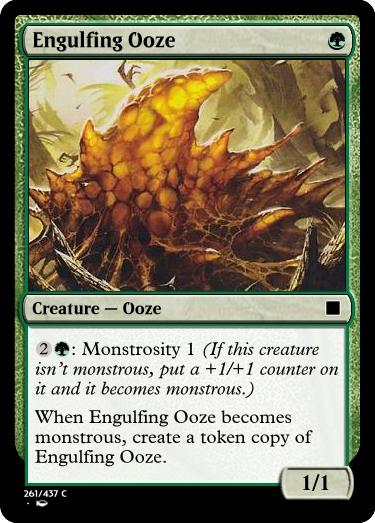 Engulfing Ooze
Creature — Ooze
2: Monstrosity 1 (If this creature
isn't monstrous, put a +1/+1 counter on
it and it becomes monstrous.)
When Engulfing Ooze becomes
monstrous, create a token copy of
Engulfing Ooze.
1/1
261/437 C